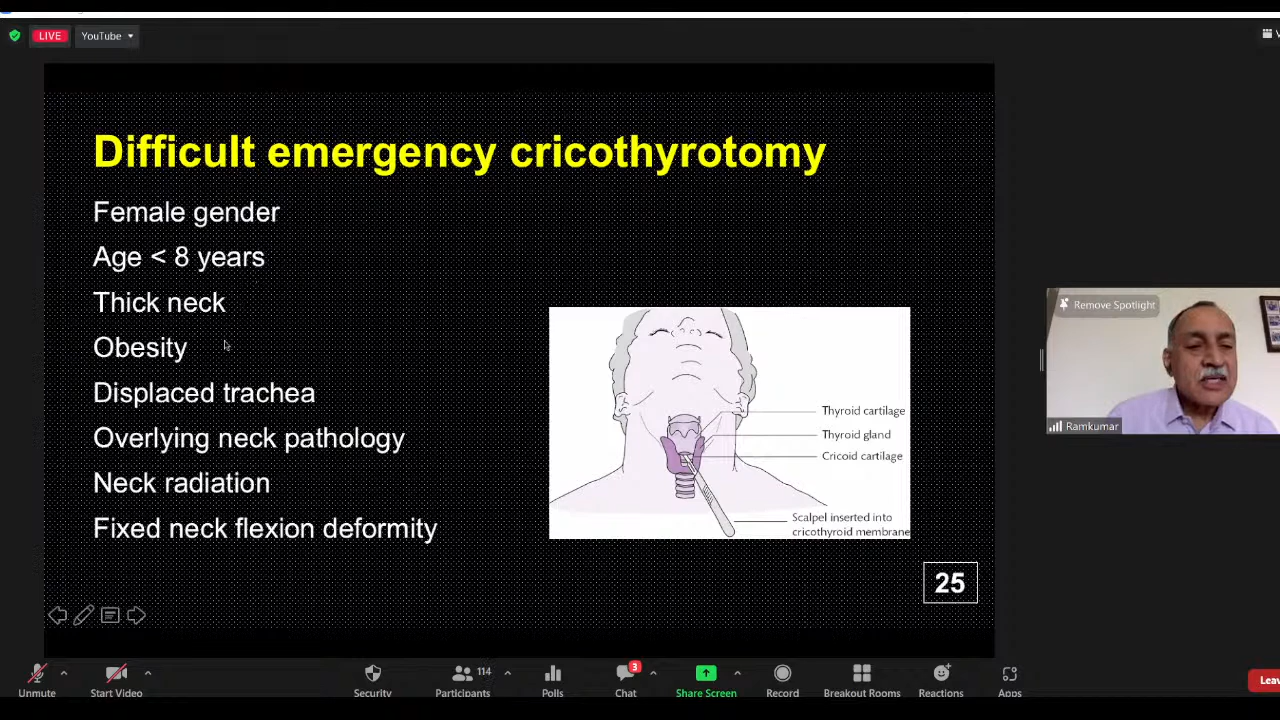 LIVE
YouTube
Difficult emergency cricothyrotomy
Female gender
Age < 8 years
Thick neck
Obesity
Displaced trachea
Overlying neck pathology
Neck radiation
Fixed neck flexion deformity
Thyroid cartilage
Thyroid gland
Cricoid cartilage
Scalpel inserted into
cricothyroid membrane
25
Remove Spotlight
Ramkumar
Unmute
Start Video
Security
Participants
114
Polls
Chat
3
Share Screen
Record
Breakout Rooms
Reactions
Apps
Leav